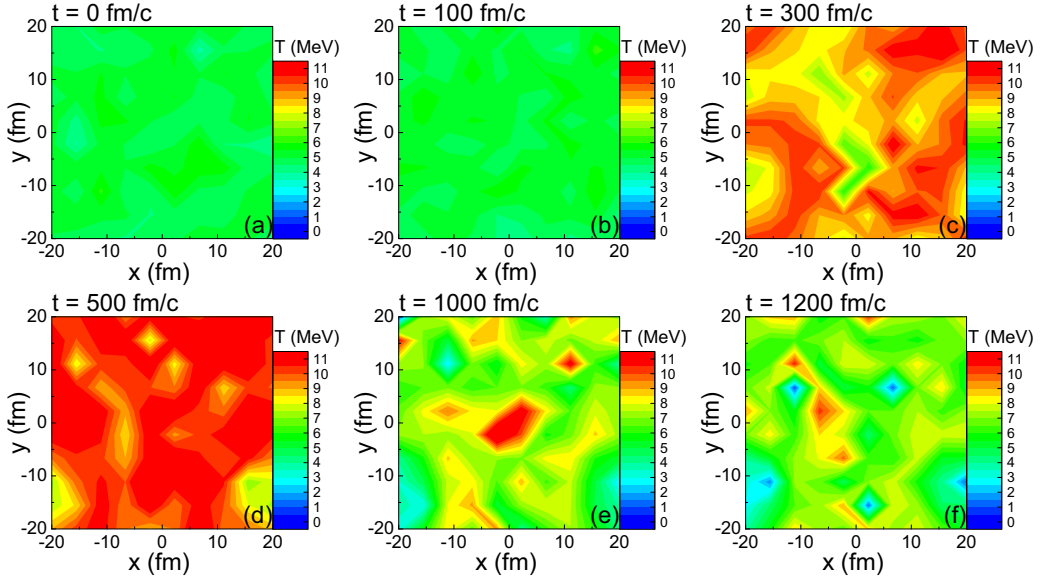 t = 0 fm/c
T (MeV)
20
10
0
-10
-20
y (fm)
-20 -10 0 10 20
x (fm)
11
10
9
8
7
6
5
4
3
2
1
0
(a)
t = 100 fm/c
T (MeV)
20
10
0
-10
-20
y (fm)
-20 -10 0 10 20
x (fm)
11
10
9
8
7
6
5
4
3
2
1
0
(b)
t = 300 fm/c
T (MeV)
20
10
0
-10
-20
y (fm)
-20 -10 0 10 20
x (fm)
11
10
9
8
7
6
5
4
3
2
1
0
(c)
t = 500 fm/c
T (MeV)
20
10
0
-10
-20
y (fm)
-20 -10 0 10 20
x (fm)
11
10
9
8
7
6
5
4
3
2
1
0
(d)
t = 1000 fm/c
T (MeV)
20
10
0
-10
-20
y (fm)
-20 -10 0 10 20
x (fm)
11
10
9
8
7
6
5
4
3
2
1
0
(e)
t = 1200 fm/c
T (MeV)
20
10
0
-10
-20
y (fm)
-20 -10 0 10 20
x (fm)
11
10
9
8
7
6
5
4
3
2
1
0
(f)